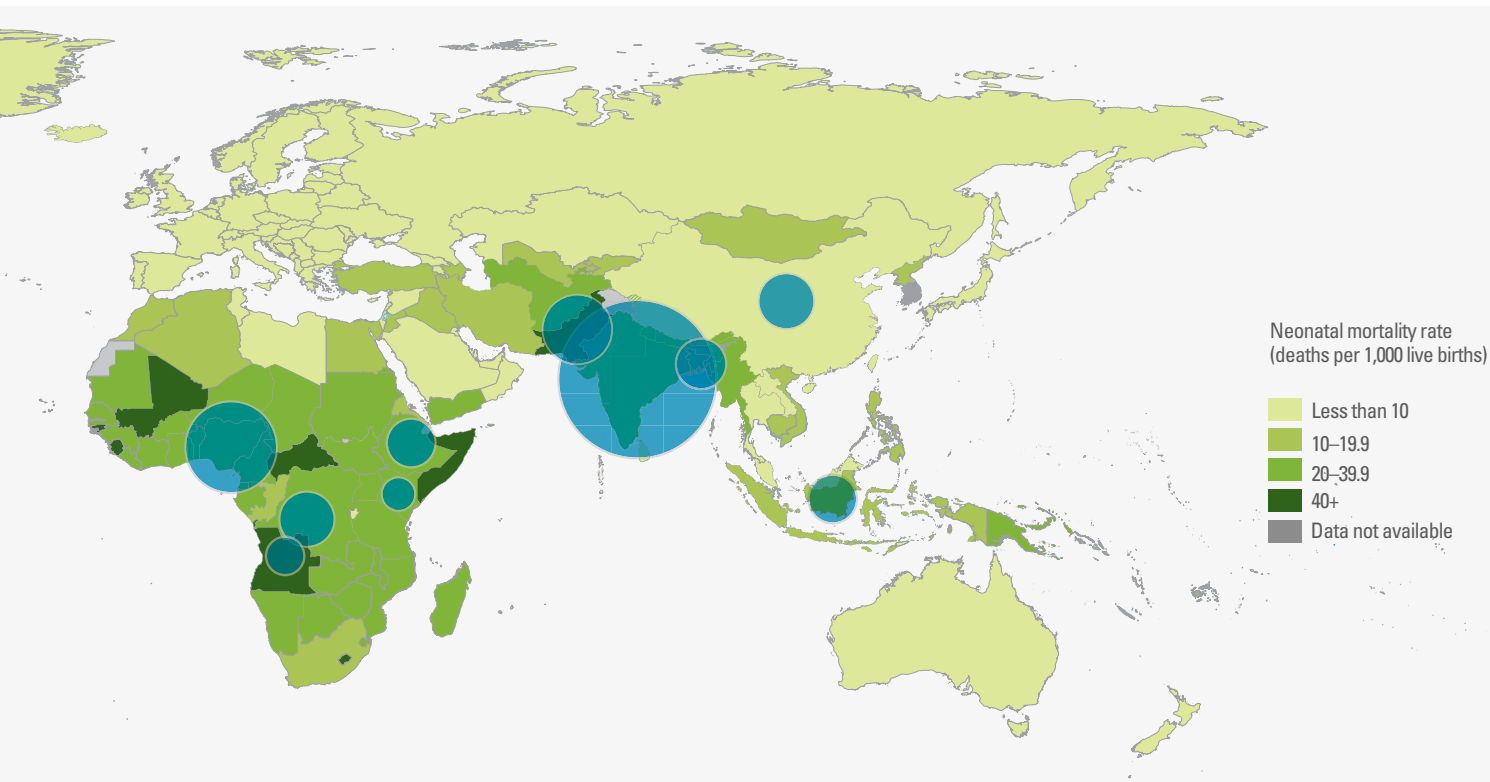 Neonatal mortality rate
(deaths per 1,000 live births)
Less than 10
10–19.9
20–39.9
40+
Data not available